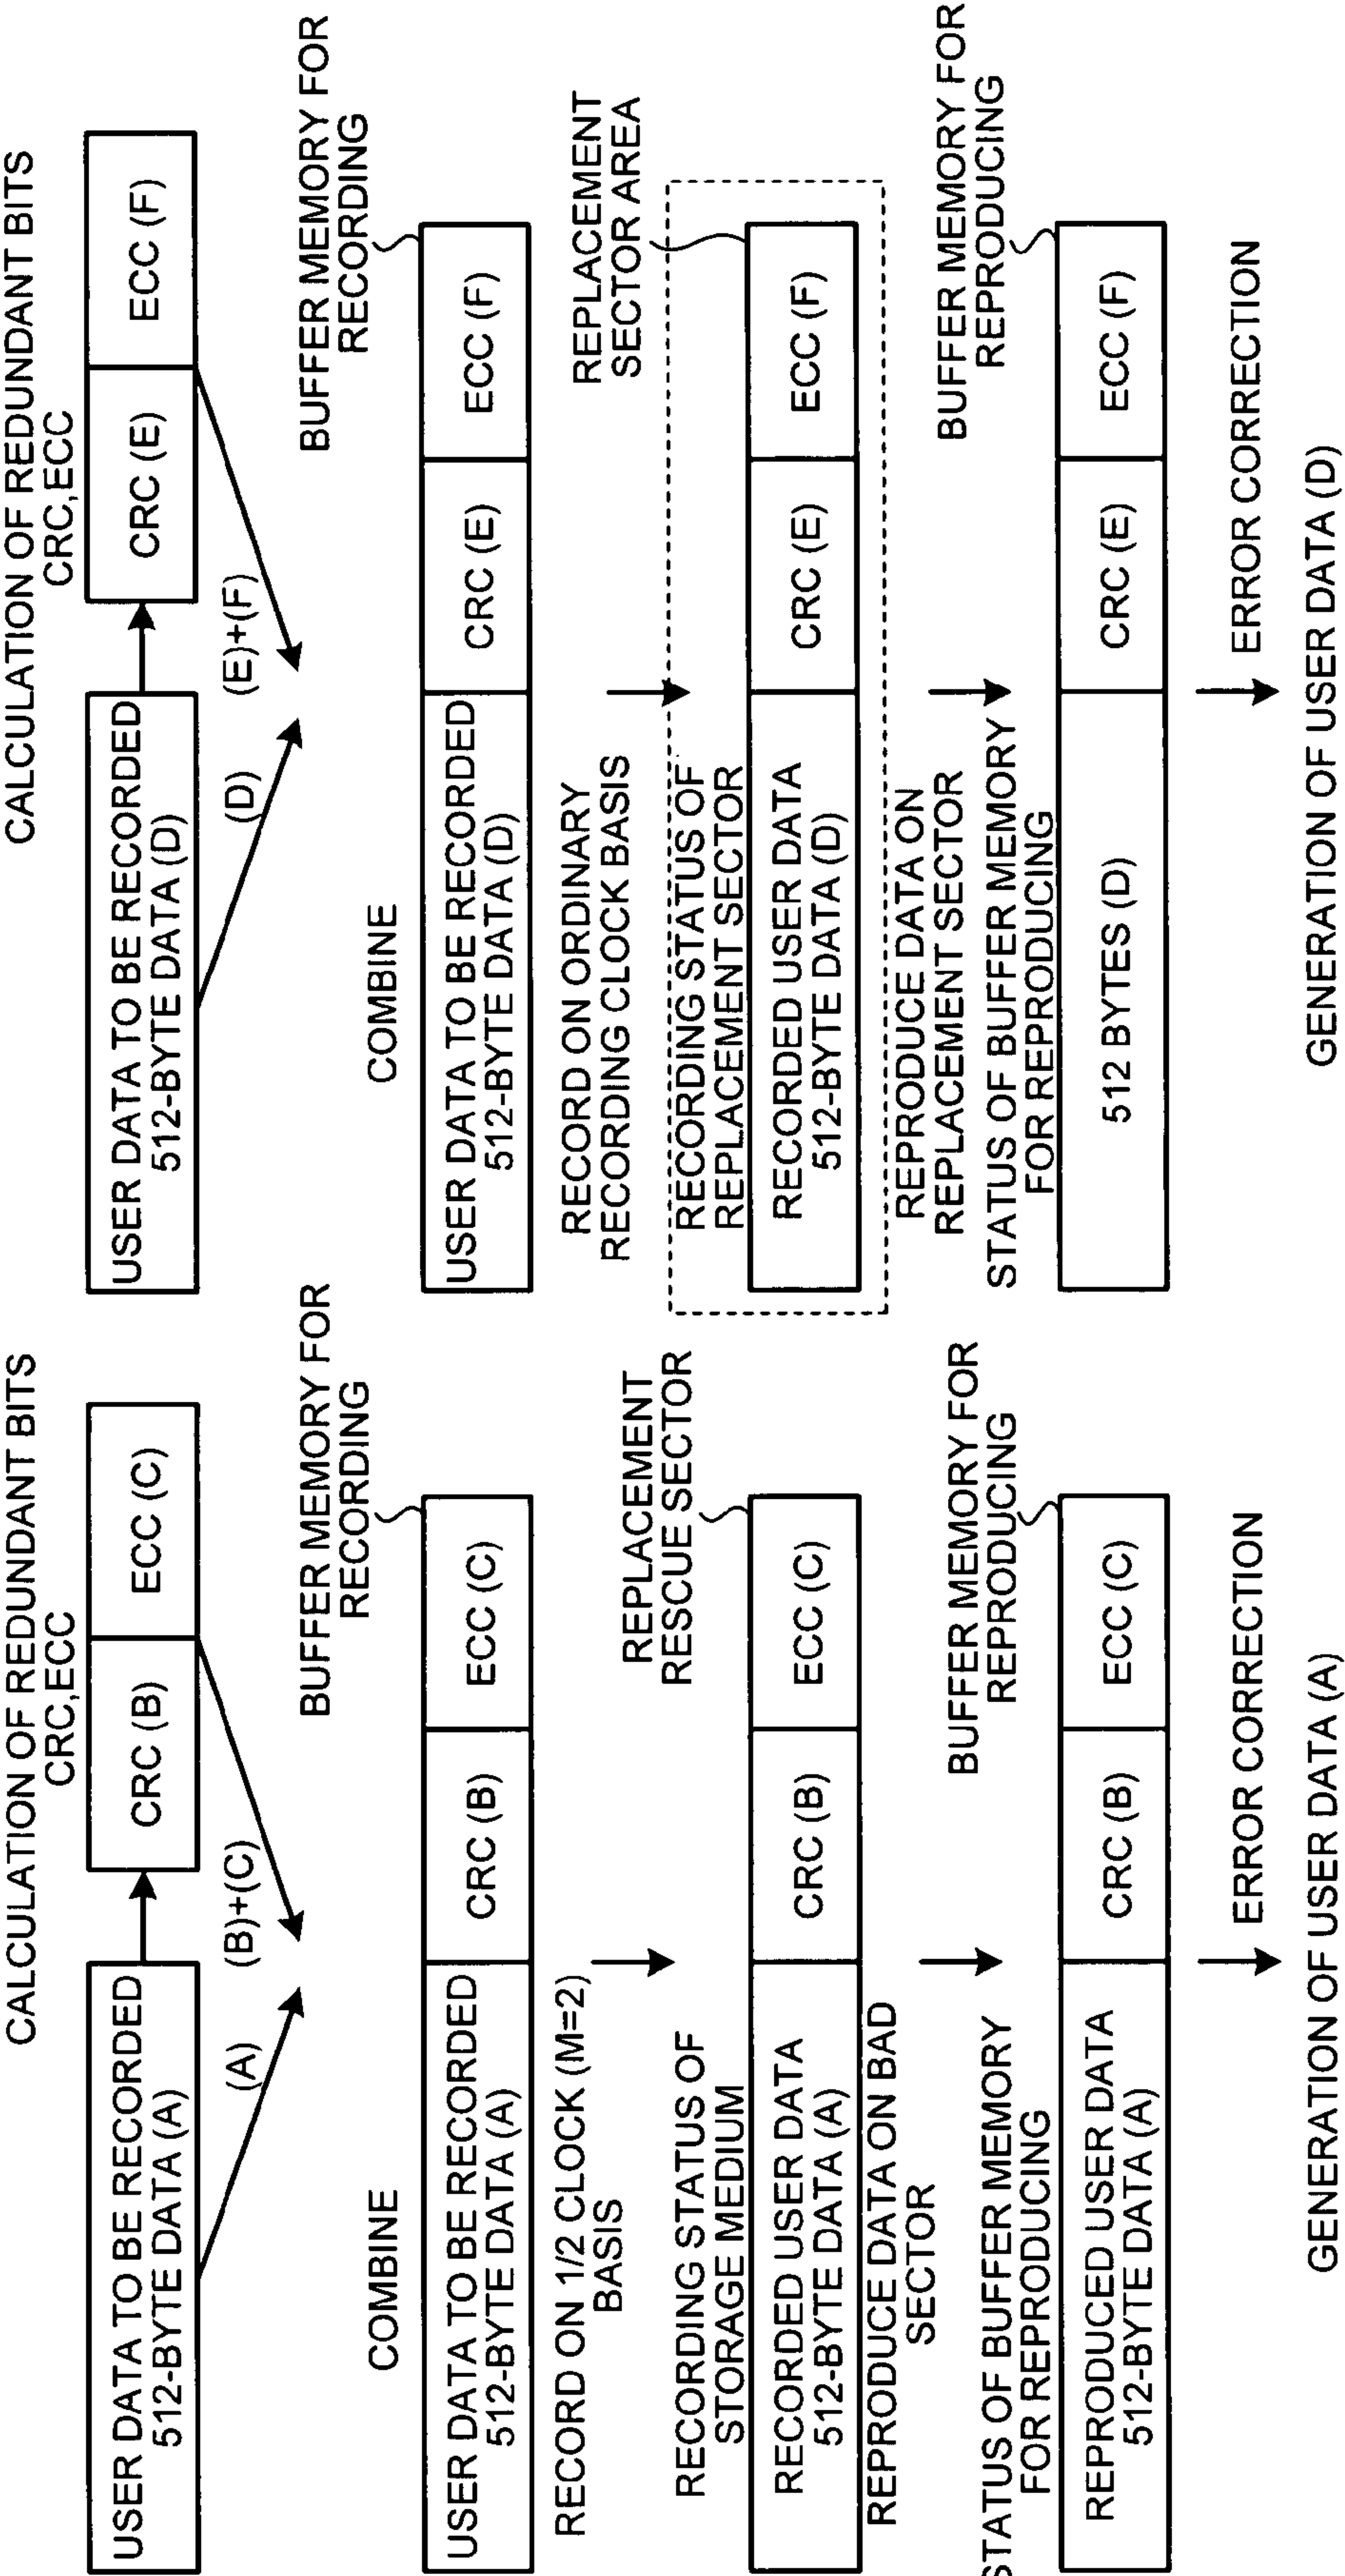 CALCULATION OF REDUNDANT BITS
CRC,ECC
USER DATA TO BE RECORDED
512-BYTE DATA (A)
CRC (B)
ECC (C)
(A)
(B)+(C)
COMBINE
BUFFER MEMORY FOR
RECORDING
USER DATA TO BE RECORDED
512-BYTE DATA (A)
CRC (B)
ECC (C)
RECORD ON 1/2 CLOCK (M=2)
BASIS
REPLACEMENT
RESCUE SECTOR
RECORDING STATUS OF
STORAGE MEDIUM
RECORDED USER DATA
512-BYTE DATA (A)
CRC (B)
ECC (C)
REPRODUCE DATA ON BAD
SECTOR
BUFFER MEMORY FOR
REPRODUCING
STATUS OF BUFFER MEMORY
FOR REPRODUCING
REPRODUCED USER DATA
512-BYTE DATA (A)
CRC (B)
ECC (C)
ERROR CORRECTION
GENERATION OF USER DATA (A)
CALCULATION OF REDUNDANT BITS
CRC,ECC
USER DATA TO BE RECORDED
512-BYTE DATA (D)
CRC (E)
ECC (F)
(D)
(E)+(F)
COMBINE
BUFFER MEMORY FOR
RECORDING
USER DATA TO BE RECORDED
512-BYTE DATA (D)
CRC (E)
ECC (F)
RECORD ON ORDINARY
RECORDING CLOCK BASIS
REPLACEMENT
SECTOR AREA
RECORDING STATUS OF
REPLACEMENT SECTOR
RECORDED USER DATA
512-BYTE DATA (D)
CRC (E)
ECC (F)
REPRODUCE DATA ON
REPLACEMENT SECTOR
BUFFER MEMORY FOR
REPRODUCING
STATUS OF BUFFER MEMORY
FOR REPRODUCING
512 BYTES (D)
CRC (E)
ECC (F)
ERROR CORRECTION
GENERATION OF USER DATA (D)